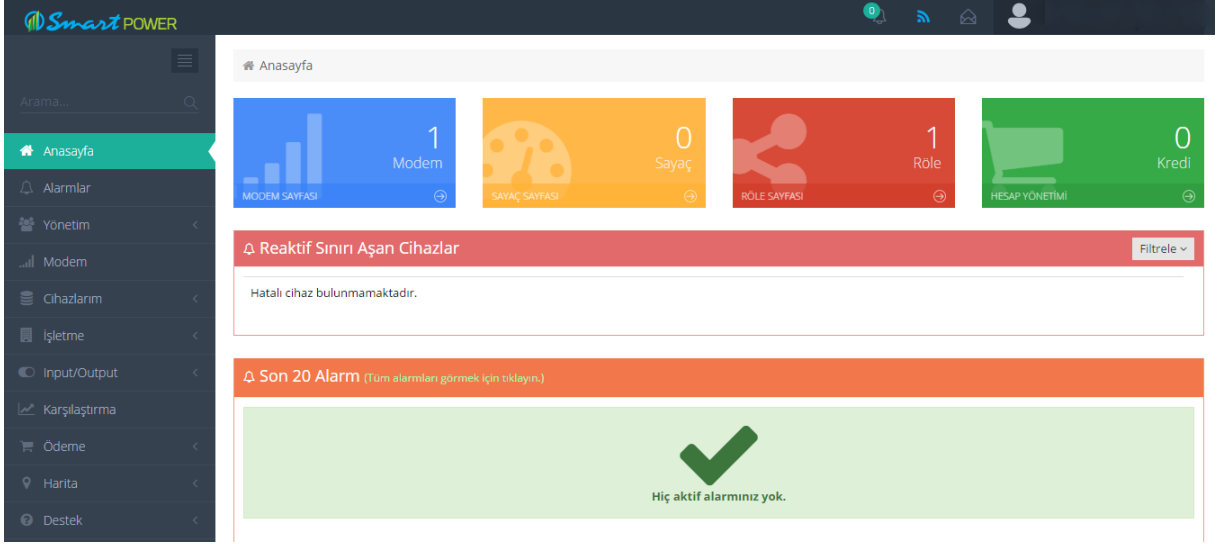 Smart POWER
0
Arama...
Anasayfa
Alarmlar
Yönetim
Modem
Cihazlarım
İşletme
Input/Output
Karşılaştırma
Ödeme
Harita
Destek
Anasayfa
1
Modem
MODEM SAYFASI
0
Sayaç
SAYAÇ SAYFASI
1
Röle
RÖLE SAYFASI
0
Kredi
HESAP YÖNETİMİ
Reaktif Sınırı Aşan Cihazlar
Filtrele
Hatalı cihaz bulunmamaktadır.
Son 20 Alarm (Tüm alarmları görmek için tıklayın.)
Hiç aktif alarmınız yok.